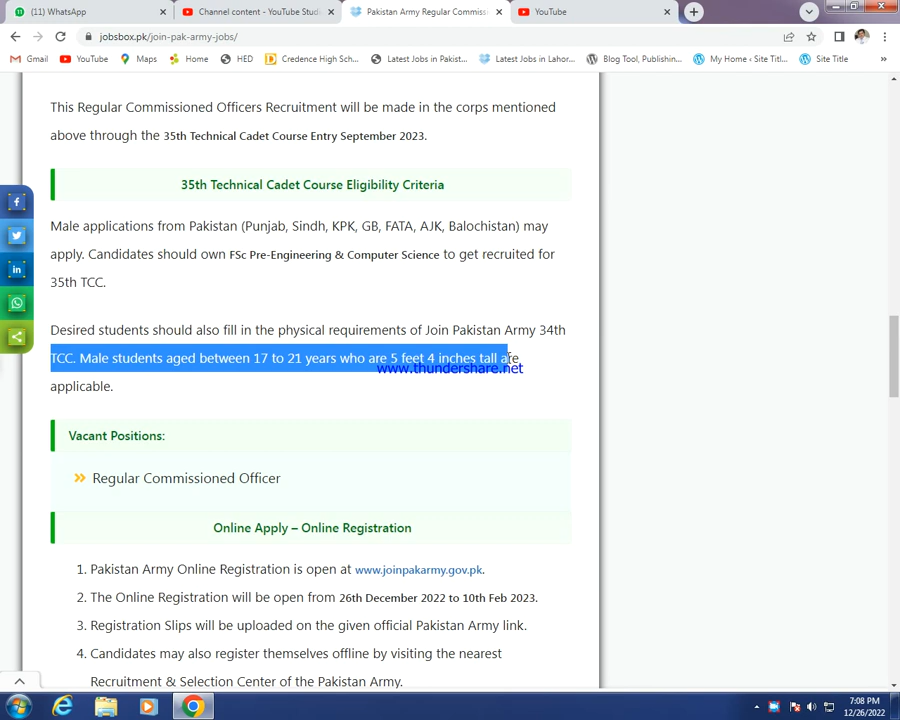 (11) WhatsApp
Channel content - YouTube Studi
Pakistan Army Regular Commissi
YouTube
jobsbox.pk/join-pak-army-jobs/
Gmail
YouTube
Maps
Home
HED
Credence High Sch...
Latest Jobs in Pakist...
Latest Jobs in Lahor...
Blog Tool, Publishin...
My Home ‹ Site Titl...
Site Title
This Regular Commissioned Officers Recruitment will be made in the corps mentioned
above through the 35th Technical Cadet Course Entry September 2023.
35th Technical Cadet Course Eligibility Criteria
Male applications from Pakistan (Punjab, Sindh, KPK, GB, FATA, AJK, Balochistan) may
apply. Candidates should own FSc Pre-Engineering & Computer Science to get recruited for
35th TCC.
Desired students should also fill in the physical requirements of Join Pakistan Army 34th
TCC. Male students aged between 17 to 21 years who are 5 feet 4 inches tall are
www.thundershare.net
applicable.
Vacant Positions:
Regular Commissioned Officer
Online Apply – Online Registration
1. Pakistan Army Online Registration is open at www.joinpakarmy.gov.pk.
2. The Online Registration will be open from 26th December 2022 to 10th Feb 2023.
3. Registration Slips will be uploaded on the given official Pakistan Army link.
4. Candidates may also register themselves offline by visiting the nearest
Recruitment & Selection Center of the Pakistan Army.
7:08 PM
12/26/2022